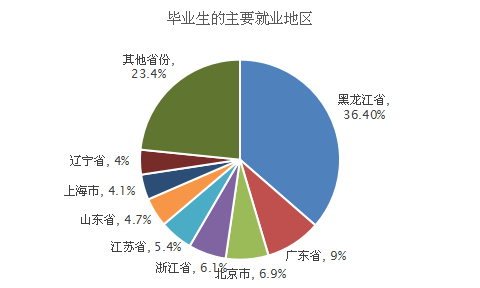 毕业生的主要就业地区
其他省份,
23.4%
黑龙江省,
36.40%
辽宁省, 4%
上海市, 4.1%
山东省, 4.7%
江苏省, 5.4%
浙江省, 6.1%
北京市, 6.9%
广东省, 9%